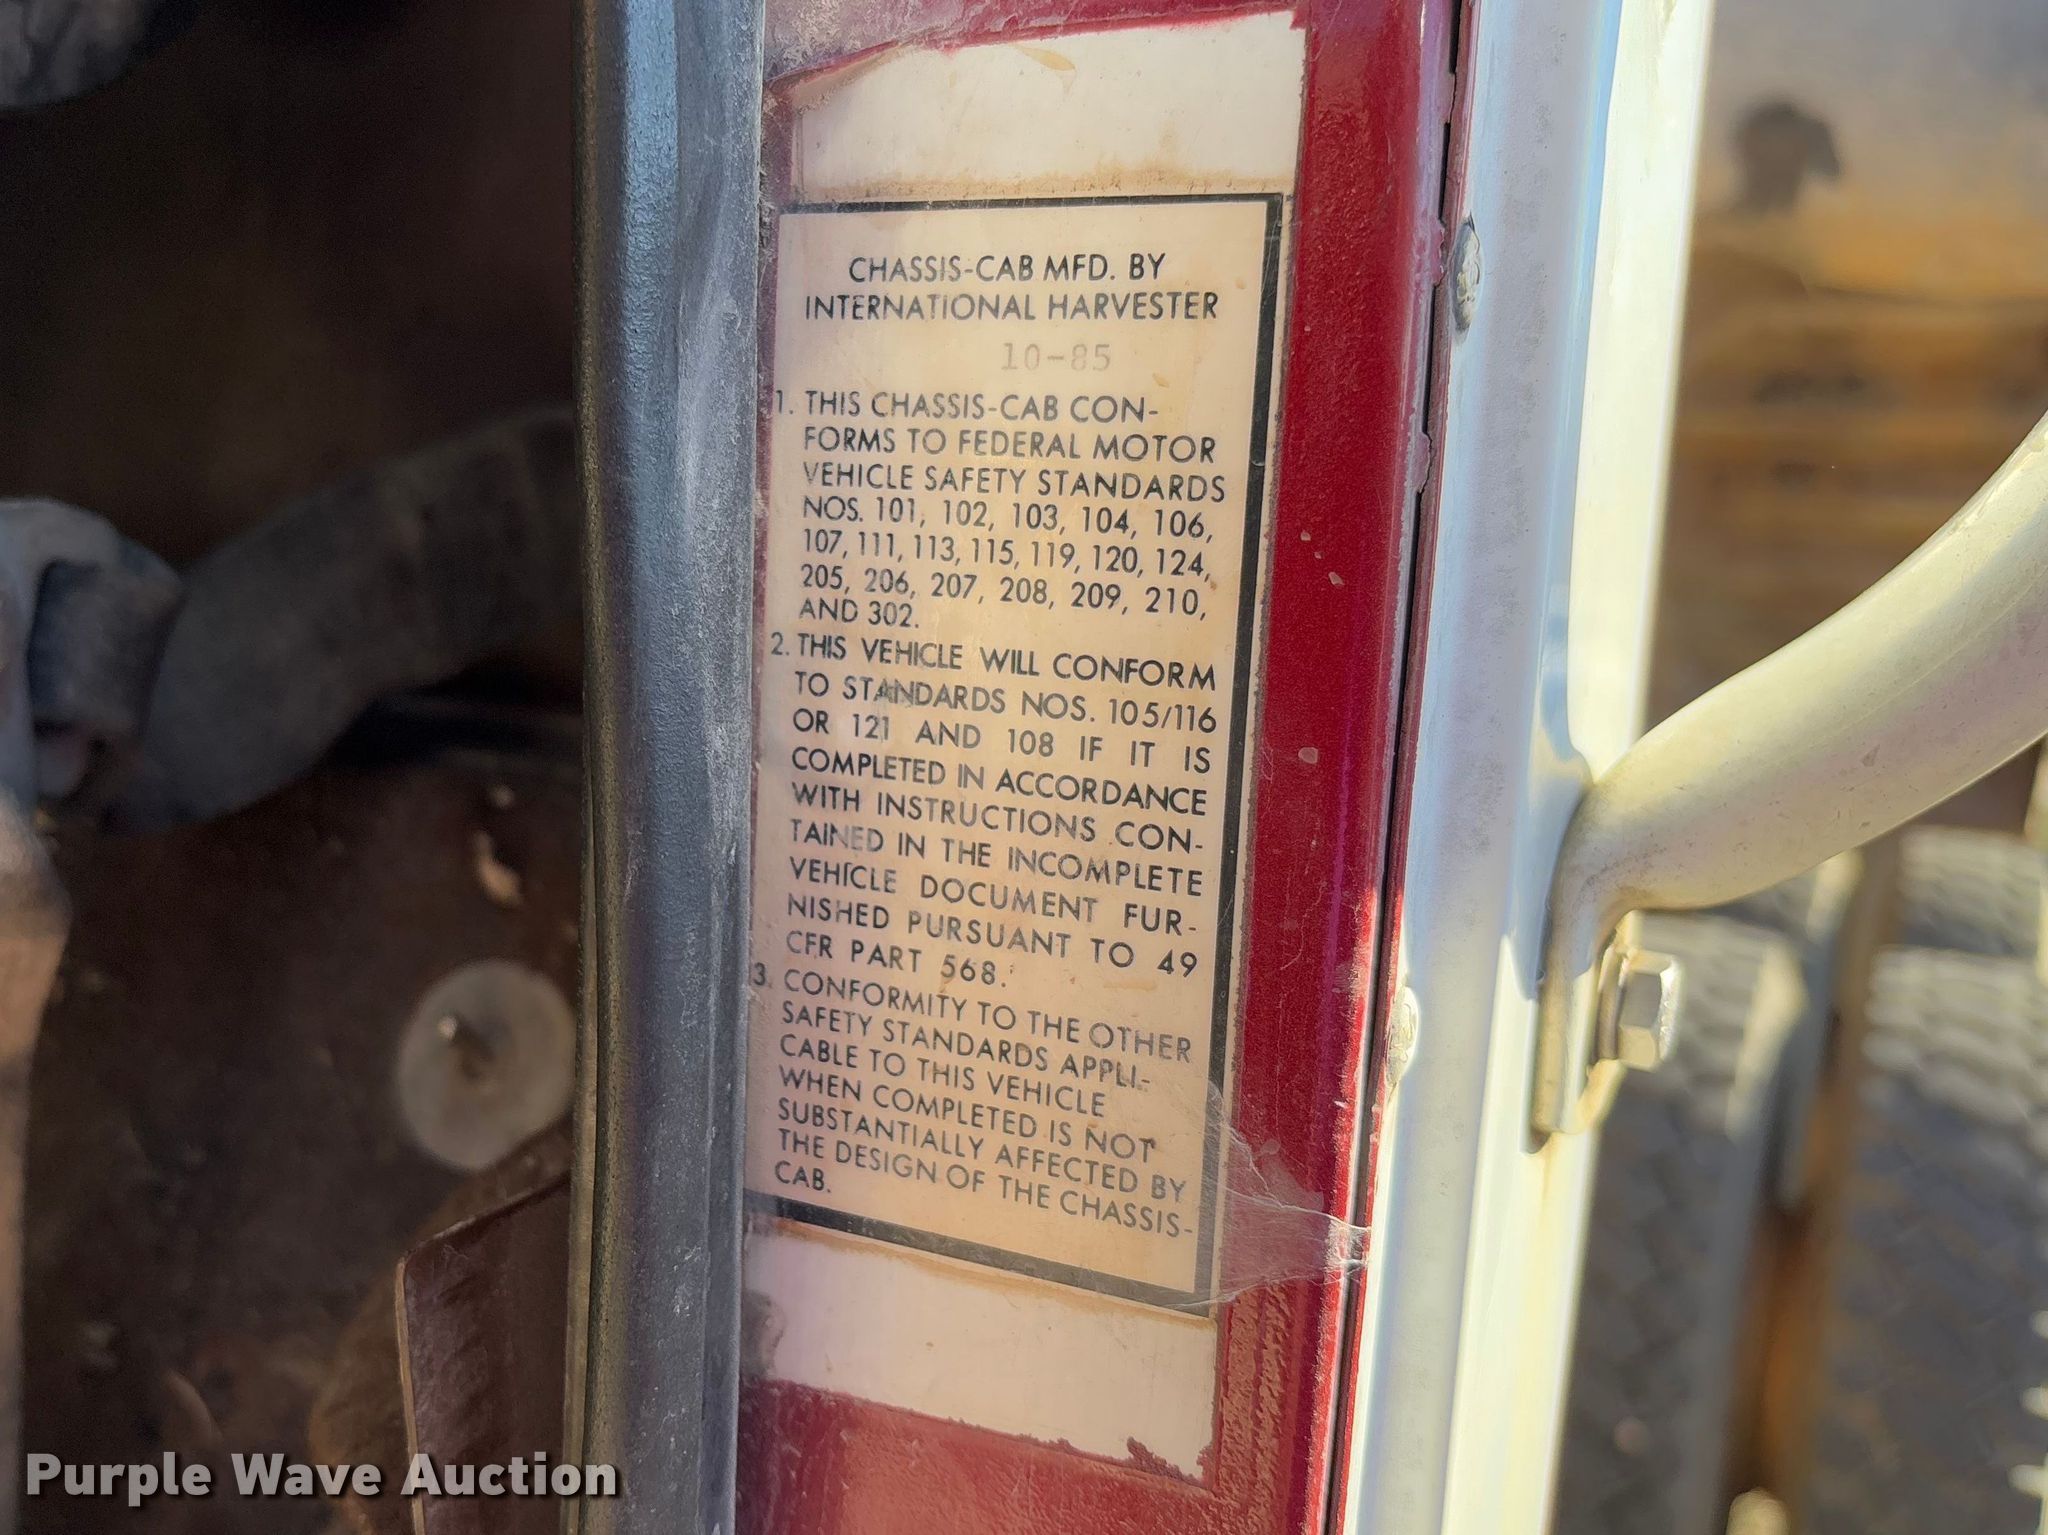 CHASSIS-CAB MFD. BY
INTERNATIONAL HARVESTER
10-85
1. THIS CHASSIS-CAB CON-
FORMS TO FEDERAL MOTOR
VEHICLE SAFETY STANDARDS
NOS. 101, 102, 103, 104, 106,
107, 111, 113, 115, 119, 120, 124,
205, 206, 207, 208, 209, 210,
AND 302.
2. THIS VEHICLE WILL CONFORM
TO STANDARDS NOS. 105/116
OR 121 AND 108 IF IT IS
COMPLETED IN ACCORDANCE
WITH INSTRUCTIONS CON-
TAINED IN THE INCOMPLETE
VEHICLE DOCUMENT FUR-
NISHED PURSUANT TO 49
CFR PART 568.
3. CONFORMITY TO THE OTHER
SAFETY STANDARDS APPLI-
CABLE TO THIS VEHICLE
WHEN COMPLETED IS NOT
SUBSTANTIALLY AFFECTED BY
THE DESIGN OF THE CHASSIS-
CAB.
Purple Wave Auction